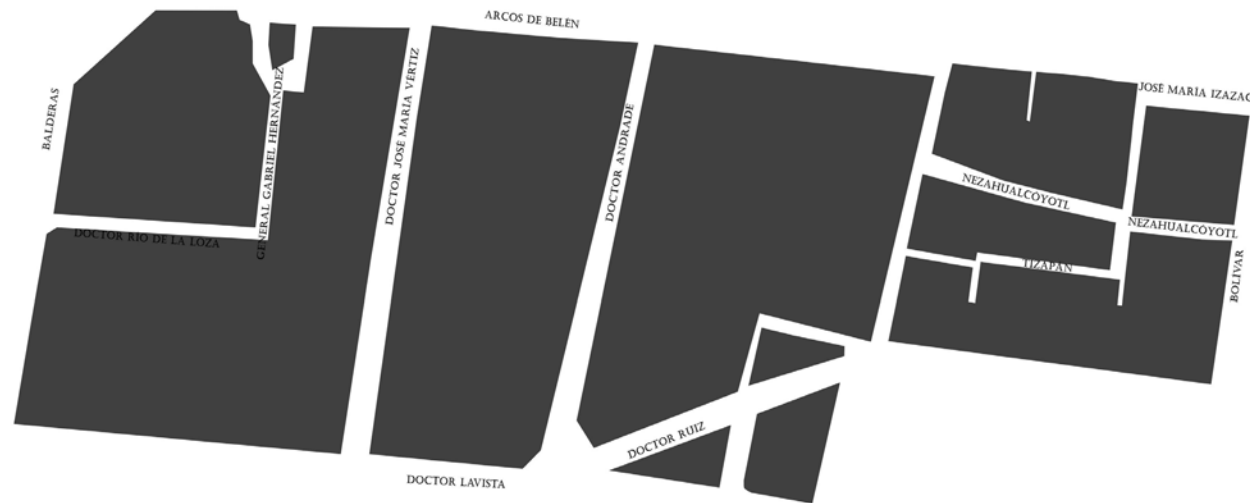 ARCOS DE BELÉN
JOSÉ MARÍA IZAZAG
BALDERAS
GENERAL GABRIEL HERNÁNDEZ
DOCTOR JOSÉ MARÍA VÉRTIZ
DOCTOR ANDRADE
NEZAHUALCÓYOTL
NEZAHUALCÓYOTL
DOCTOR RÍO DE LA LOZA
TIZAPÁN
BOLÍVAR
DOCTOR RUIZ
DOCTOR LAVISTA